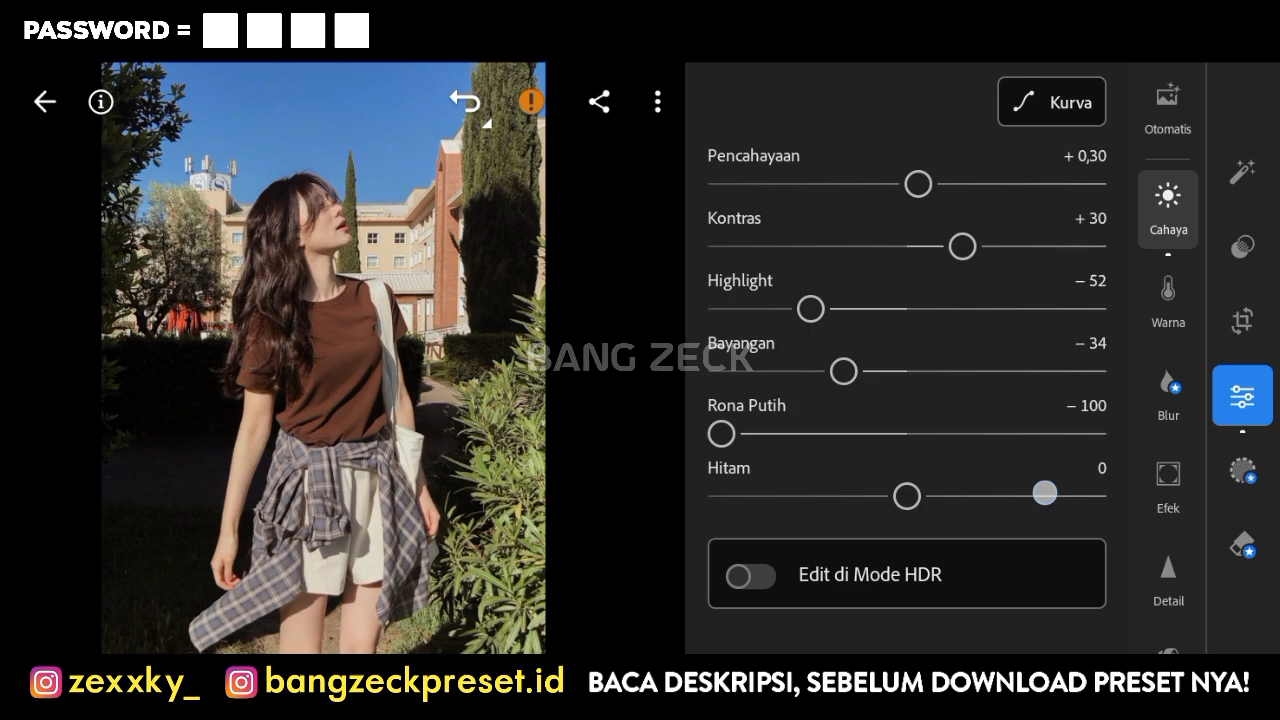 PASSWORD =
Kurva
Pencahayaan + 0,30
Kontras + 30
Highlight – 52
Bayangan – 34
Rona Putih – 100
Hitam 0
Edit di Mode HDR
Otomatis
Cahaya
Warna
Blur
Efek
Detail
BANG ZECK
zexxky_ bangzeckpreset.id BACA DESKRIPSI, SEBELUM DOWNLOAD PRESET NYA!